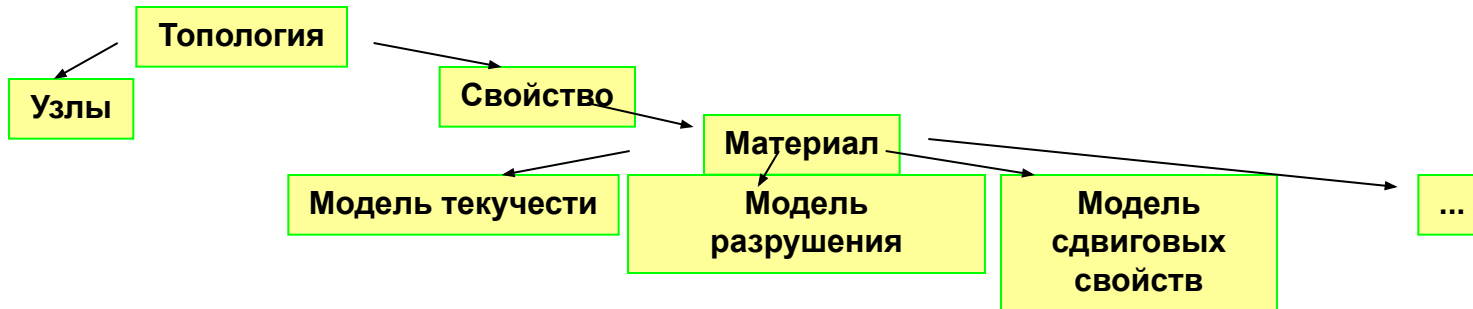 Топология
Узлы
Свойство
Материал
Модель текучести
Модель
разрушения
Модель
сдвиговых
свойств
...